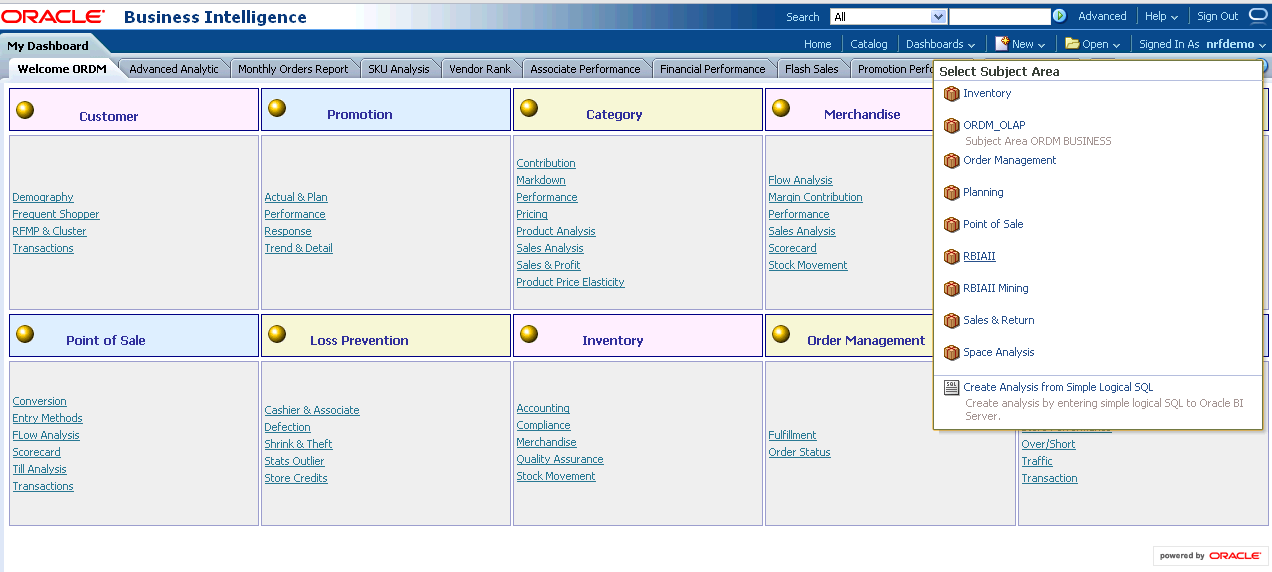 ORACLE Business Intelligence
Search All Advanced Help Sign Out
My Dashboard
Home Catalog Dashboards New Open Signed In As nrfdemo
Welcome ORDM Advanced Analytic Monthly Orders Report SKU Analysis Vendor Rank Associate Performance Financial Performance Flash Sales Promotion Perfo
Select Subject Area
Inventory
ORDM_OLAP
Subject Area ORDM BUSINESS
Order Management
Planning
Point of Sale
RBIAII
RBIAII Mining
Sales & Return
Space Analysis
SQL
Create Analysis from Simple Logical SQL
Create analysis by entering simple logical SQL to Oracle BI
Server.
Customer
Demography
Frequent Shopper
RFMP & Cluster
Transactions
Promotion
Actual & Plan
Performance
Response
Trend & Detail
Category
Contribution
Markdown
Performance
Pricing
Product Analysis
Sales Analysis
Sales & Profit
Product Price Elasticity
Merchandise
Flow Analysis
Margin Contribution
Performance
Sales Analysis
Scorecard
Stock Movement
Point of Sale
Conversion
Entry Methods
FLow Analysis
Scorecard
Till Analysis
Transactions
Loss Prevention
Cashier & Associate
Defection
Shrink & Theft
Stats Outlier
Store Credits
Inventory
Accounting
Compliance
Merchandise
Quality Assurance
Stock Movement
Order Management
Fulfillment
Order Status
Over/Short
Traffic
Transaction
powered by ORACLE